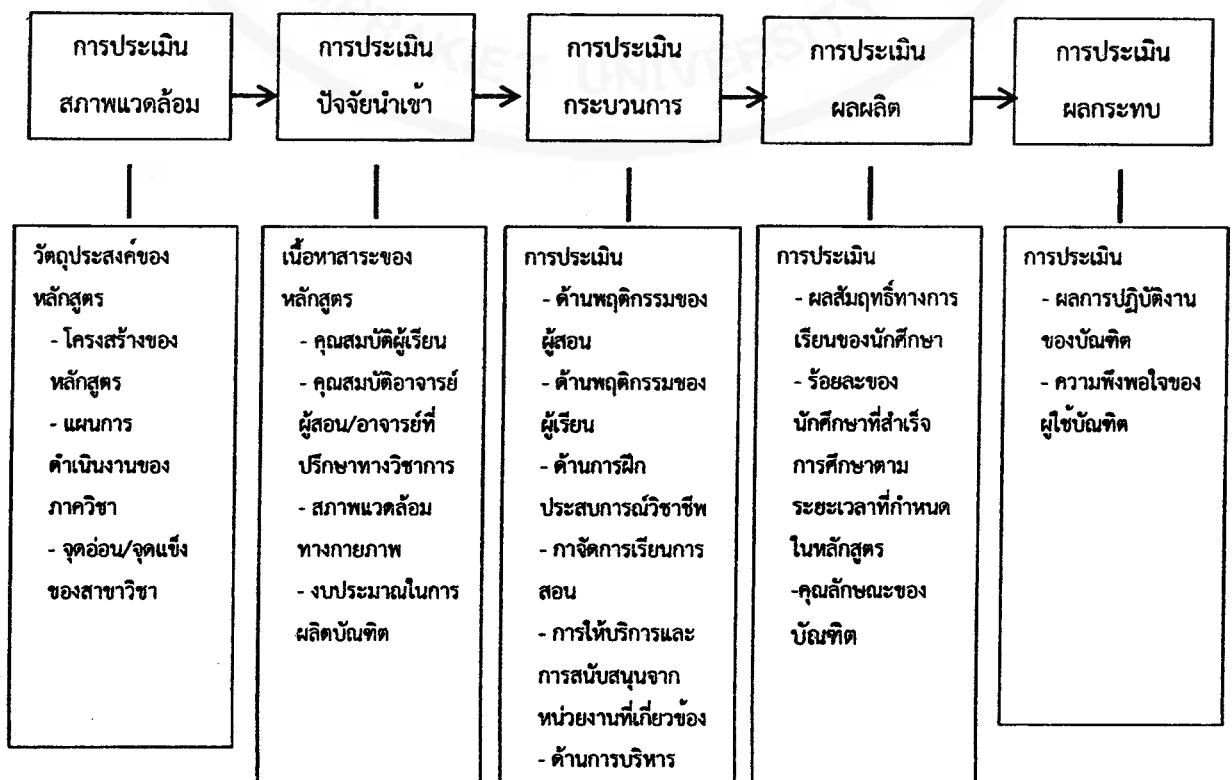 การประเมิน
สภาพแวดล้อม
การประเมิน
ปัจจัยนำเข้า
การประเมิน
กระบวนการ
การประเมิน
ผลผลิต
การประเมิน
ผลกระทบ
วัตถุประสงค์ของ
หลักสูตร
- โครงสร้างของ
หลักสูตร
- แผนการ
ดำเนินงานของ
ภาควิชา
- จุดอ่อน/จุดแข็ง
ของสาขาวิชา
เนื้อหาสาระของ
หลักสูตร
- คุณสมบัติผู้เรียน
- คุณสมบัติอาจารย์
ผู้สอน/อาจารย์ที่
ปรึกษาทางวิชาการ
- สภาพแวดล้อม
ทางกายภาพ
- งบประมาณในการ
ผลิตบัณฑิต
การประเมิน
- ด้านพฤติกรรมของ
ผู้สอน
- ด้านพฤติกรรมของ
ผู้เรียน
- ด้านการฝึก
ประสบการณ์วิชาชีพ
- กาจัดการเรียนการ
สอน
- การให้บริการและ
การสนับสนุนจาก
หน่วยงานที่เกี่ยวข้อง
- ด้านการบริหาร
การประเมิน
- ผลสัมฤทธิ์ทางการ
เรียนของนักศึกษา
- ร้อยละของ
นักศึกษาที่สำเร็จ
การศึกษาตาม
ระยะเวลาที่กำหนด
ในหลักสูตร
-คุณลักษณะของ
บัณฑิต
การประเมิน
- ผลการปฏิบัติงาน
ของบัณฑิต
- ความพึงพอใจของ
ผู้ใช้บัณฑิต
UNIVERSITY